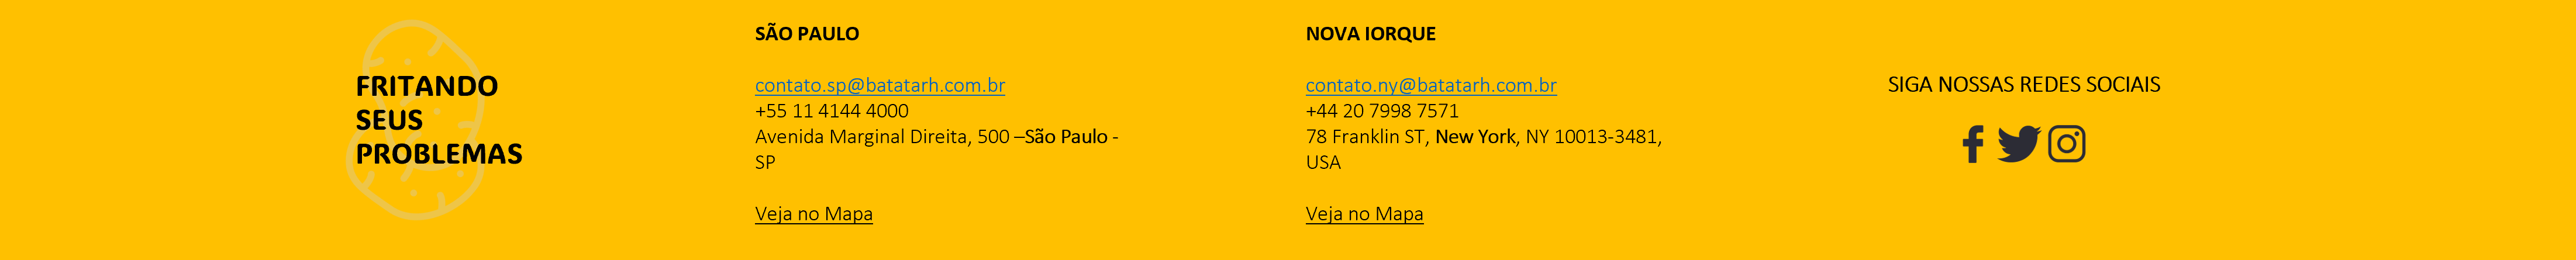 FRITANDO
SEUS
PROBLEMAS
SÃO PAULO
contato.sp@batatarh.com.br
+55 11 4144 4000
Avenida Marginal Direita, 500 –São Paulo -
SP
Veja no Mapa
NOVA IORQUE
contato.ny@batatarh.com.br
+44 20 7998 7571
78 Franklin ST, New York, NY 10013-3481,
USA
Veja no Mapa
SIGA NOSSAS REDES SOCIAIS